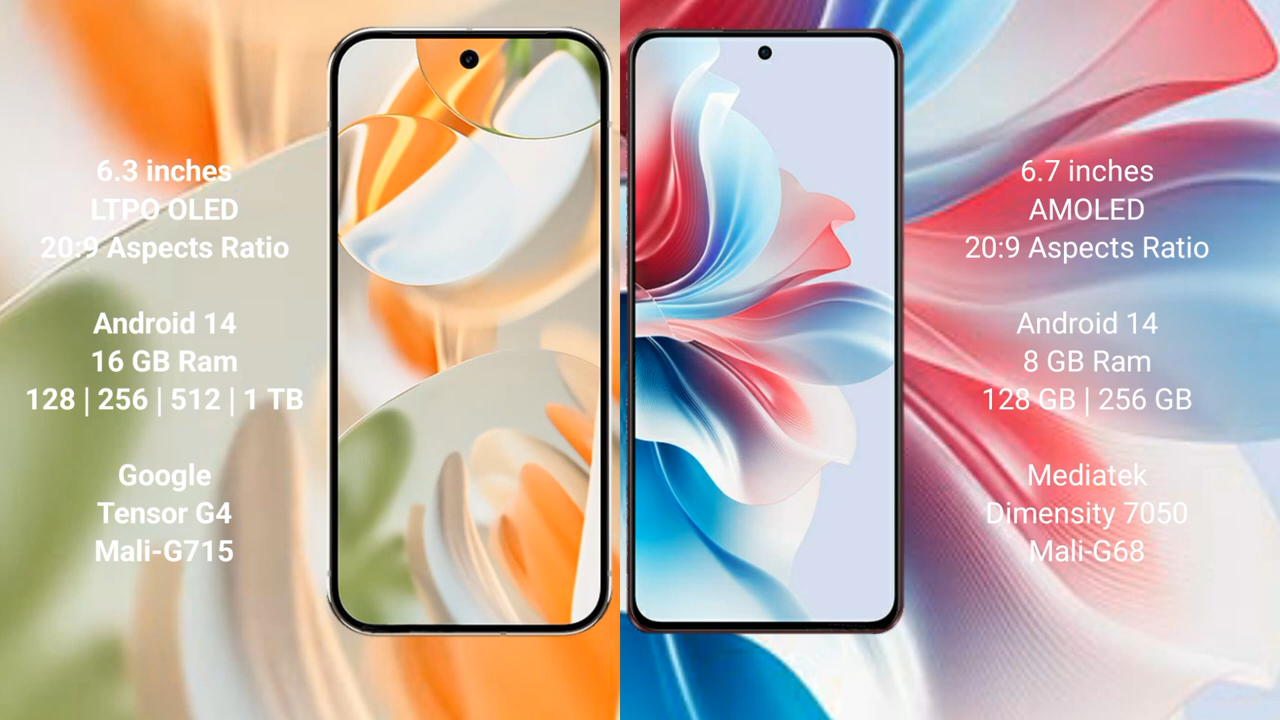 6.3 inches
LTPO OLED
20:9 Aspects Ratio
Android 14
16 GB Ram
128 | 256 | 512 | 1 TB
Google
Tensor G4
Mali-G715
6.7 inches
AMOLED
20:9 Aspects Ratio
Android 14
8 GB Ram
128 GB | 256 GB
Mediatek
Dimensity 7050
Mali-G68